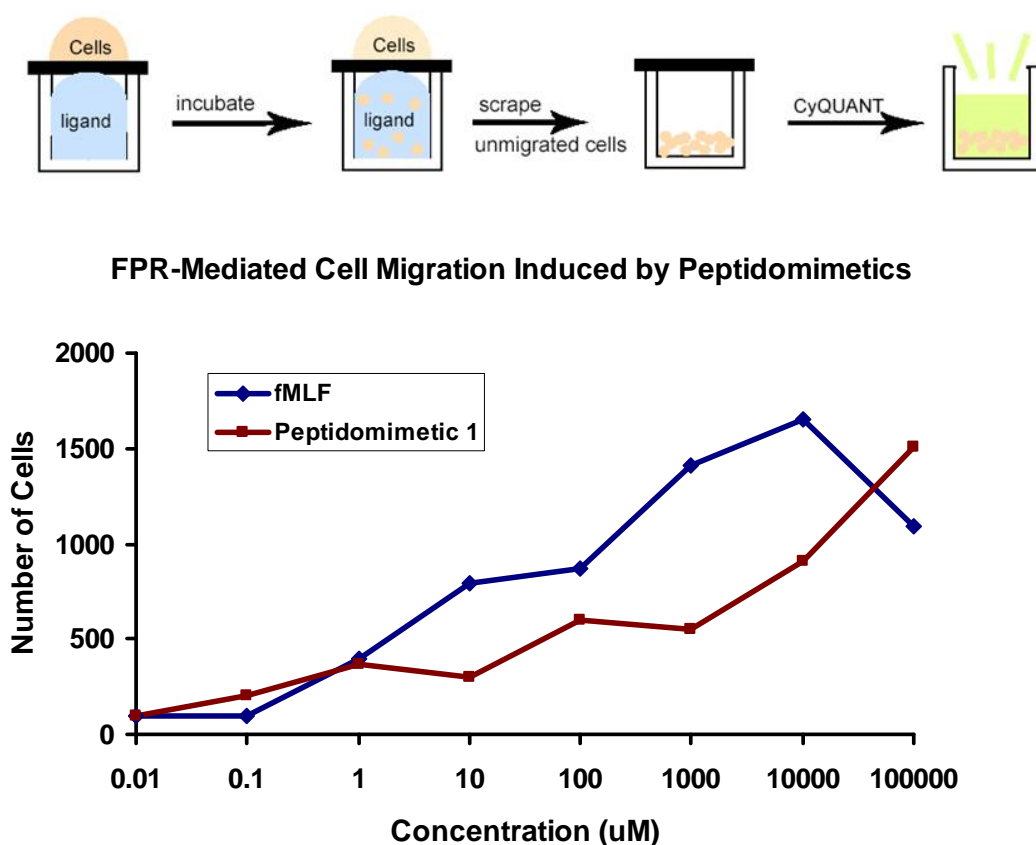 Cells
ligand
incubate
Cells
ligand
scrape
unmigrated cells
CyQUANT
FPR-Mediated Cell Migration Induced by Peptidomimetics
2000
1500
1000
500
0
Number of Cells
fMLF
Peptidomimetic 1
0.01 0.1 1 10 100 1000 10000 100000
Concentration (uM)